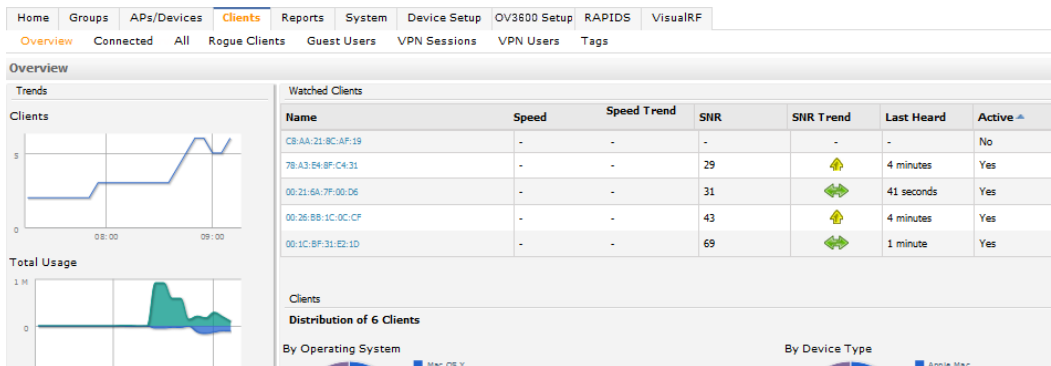 Home Groups APs/Devices Clients Reports System Device Setup OV3600 Setup RAPIDS VisualRF
Overview Connected All Rogue Clients Guest Users VPN Sessions VPN Users Tags
Overview
Trends
Clients
5
0
08:00 09:00
Total Usage
1 M
0
Watched Clients
Name Speed Speed Trend SNR SNR Trend Last Heard Active
C8:AA:21:8C:AF:19 - - - - - No
78:A3:E4:8F:C4:31 - - 29 4 minutes Yes
00:21:6A:7F:00:D6 - - 31 41 seconds Yes
00:26:BB:1C:0C:CF - - 43 4 minutes Yes
00:1C:BF:31:E2:1D - - 69 1 minute Yes
Clients
Distribution of 6 Clients
By Operating System By Device Type
Mac OS X Apple Mac